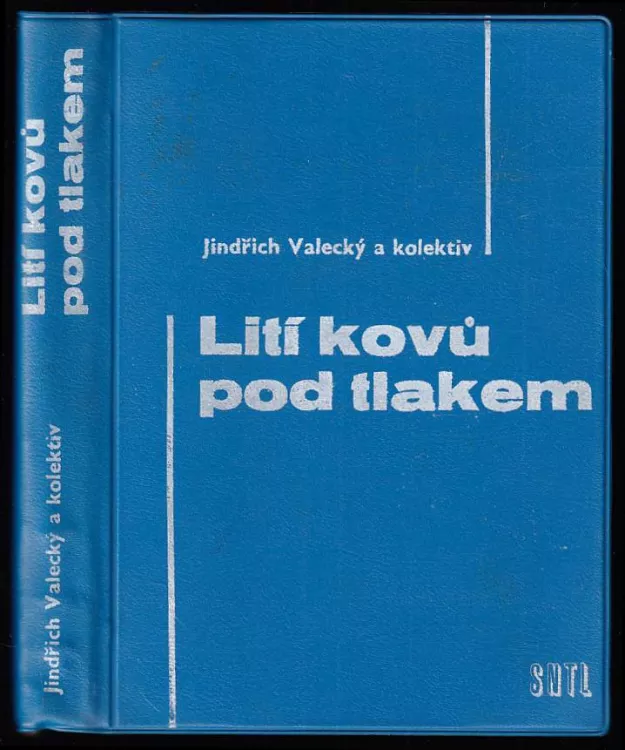 Lití kovů
pod tlakem
Jindřich Valecký a kolektiv
Jindřich Valecký a kolektiv
Lití kovů
pod tlakem
SNTL